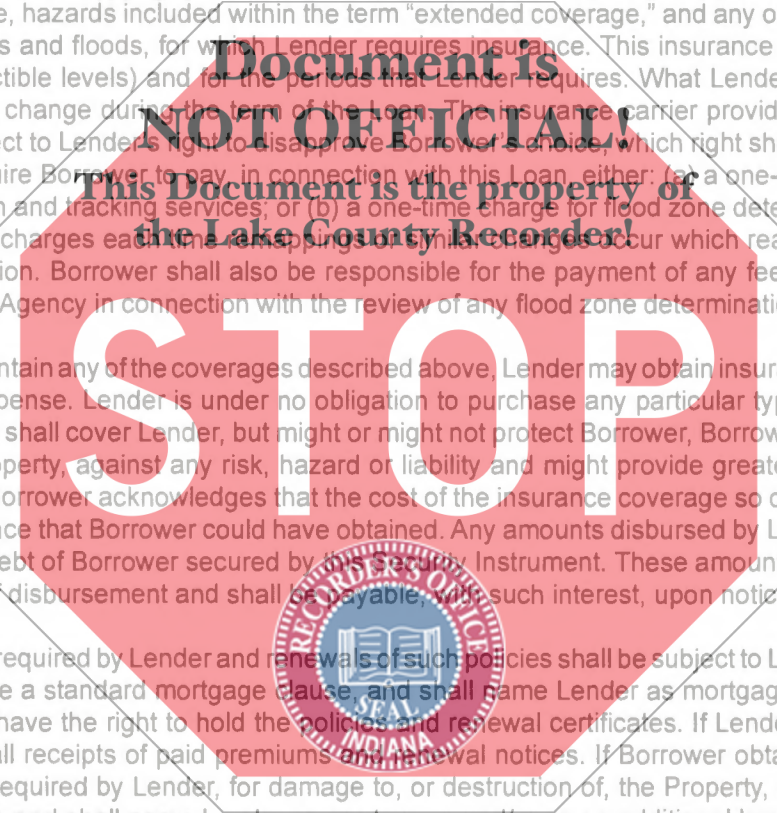 e, hazards included within the term “extended coverage,” and any o
s and floods, for which Lender requires insurance. This insurance
Document is
ctible levels) and for the periods that Lender requires. What Lende
change during the term of the Loan. The insurance carrier provid
NOT OFFICIAL!
ect to Lender's right to disapprove Borrower's choice, which right sh
ire Borrower to pay, in connection with this Loan, either: (a) a one-
This Document is the property of
n and tracking services; or (b) a one-time charge for flood zone dete
the Lake County Recorder!
charges each time remappings or similar changes occur which rea
ion. Borrower shall also be responsible for the payment of any fee
Agency in connection with the review of any flood zone determinati
STOP
ntain any of the coverages described above, Lender may obtain insur
pense. Lender is under no obligation to purchase any particular typ
shall cover Lender, but might or might not protect Borrower, Borrow
operty, against any risk, hazard or liability and might provide greate
orrower acknowledges that the cost of the insurance coverage so o
nce that Borrower could have obtained. Any amounts disbursed by L
ebt of Borrower secured by this Security Instrument. These amoun
f disbursement and shall be payable, with such interest, upon notic
RECORDER'S OFFICE
SEAL
INDIANA
required by Lender and renewals of such policies shall be subject to L
e a standard mortgage clause, and shall name Lender as mortgag
have the right to hold the policies and renewal certificates. If Lend
all receipts of paid premiums and renewal notices. If Borrower obta
equired by Lender, for damage to, or destruction of, the Property,